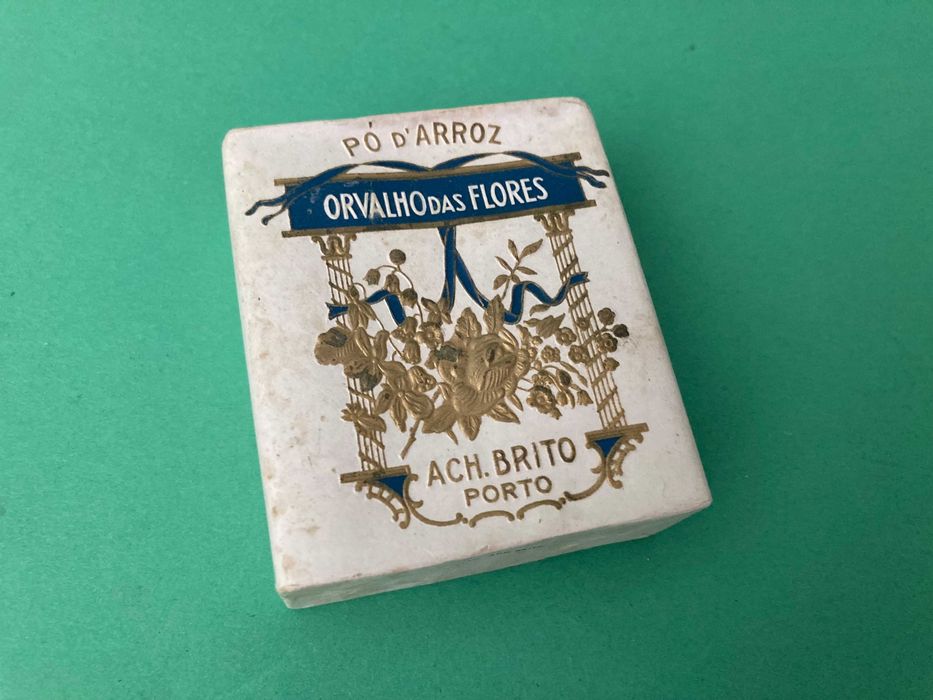 PÓ D'ARROZ
ORVALHO DAS FLORES
ACH. BRITO
PORTO